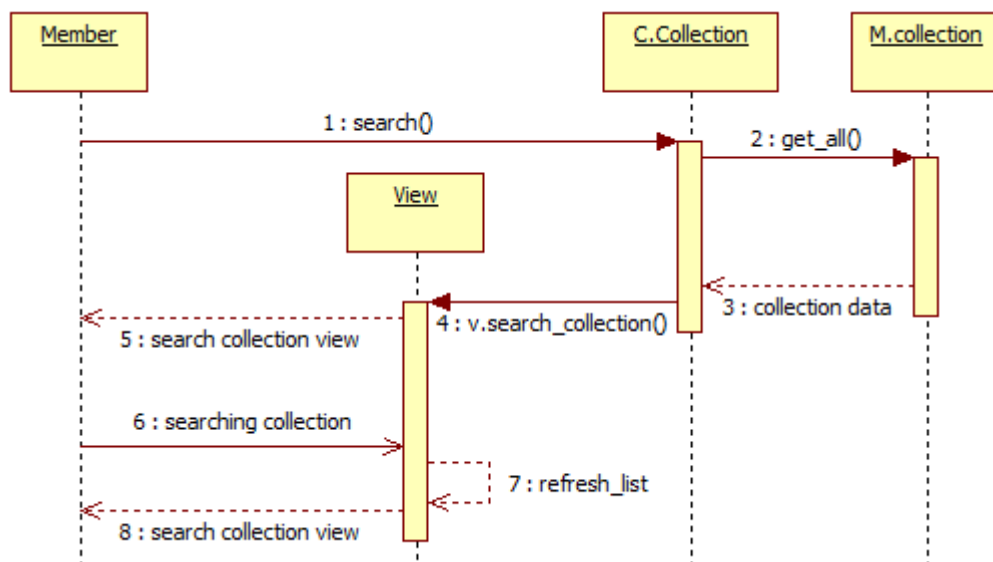 Member
C.Collection
M.collection
1 : search()
2 : get_all()
View
3 : collection data
4 : v.search_collection()
5 : search collection view
6 : searching collection
7 : refresh_list
8 : search collection view